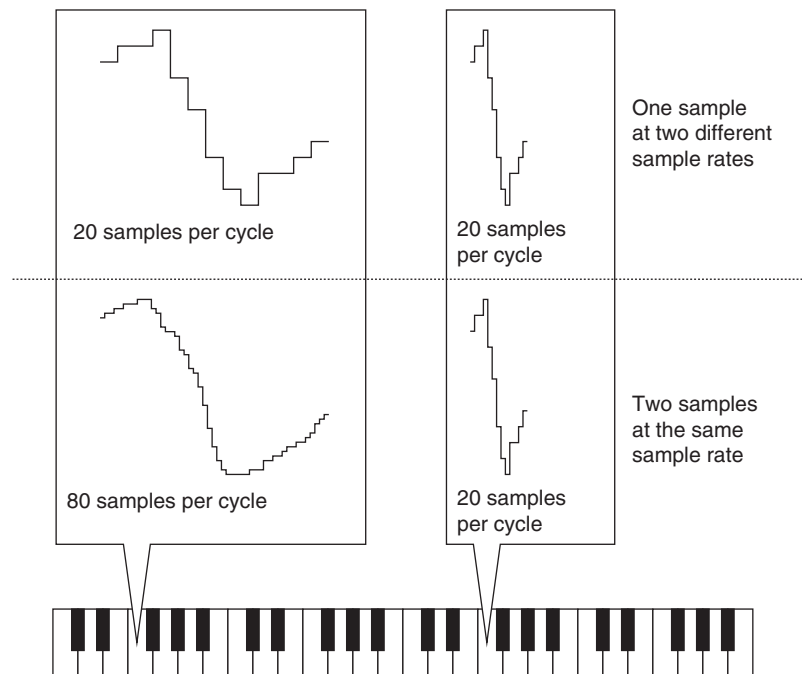 One sample
at two different
sample rates
20 samples per cycle
20 samples
per cycle
Two samples
at the same
sample rate
80 samples per cycle
20 samples
per cycle